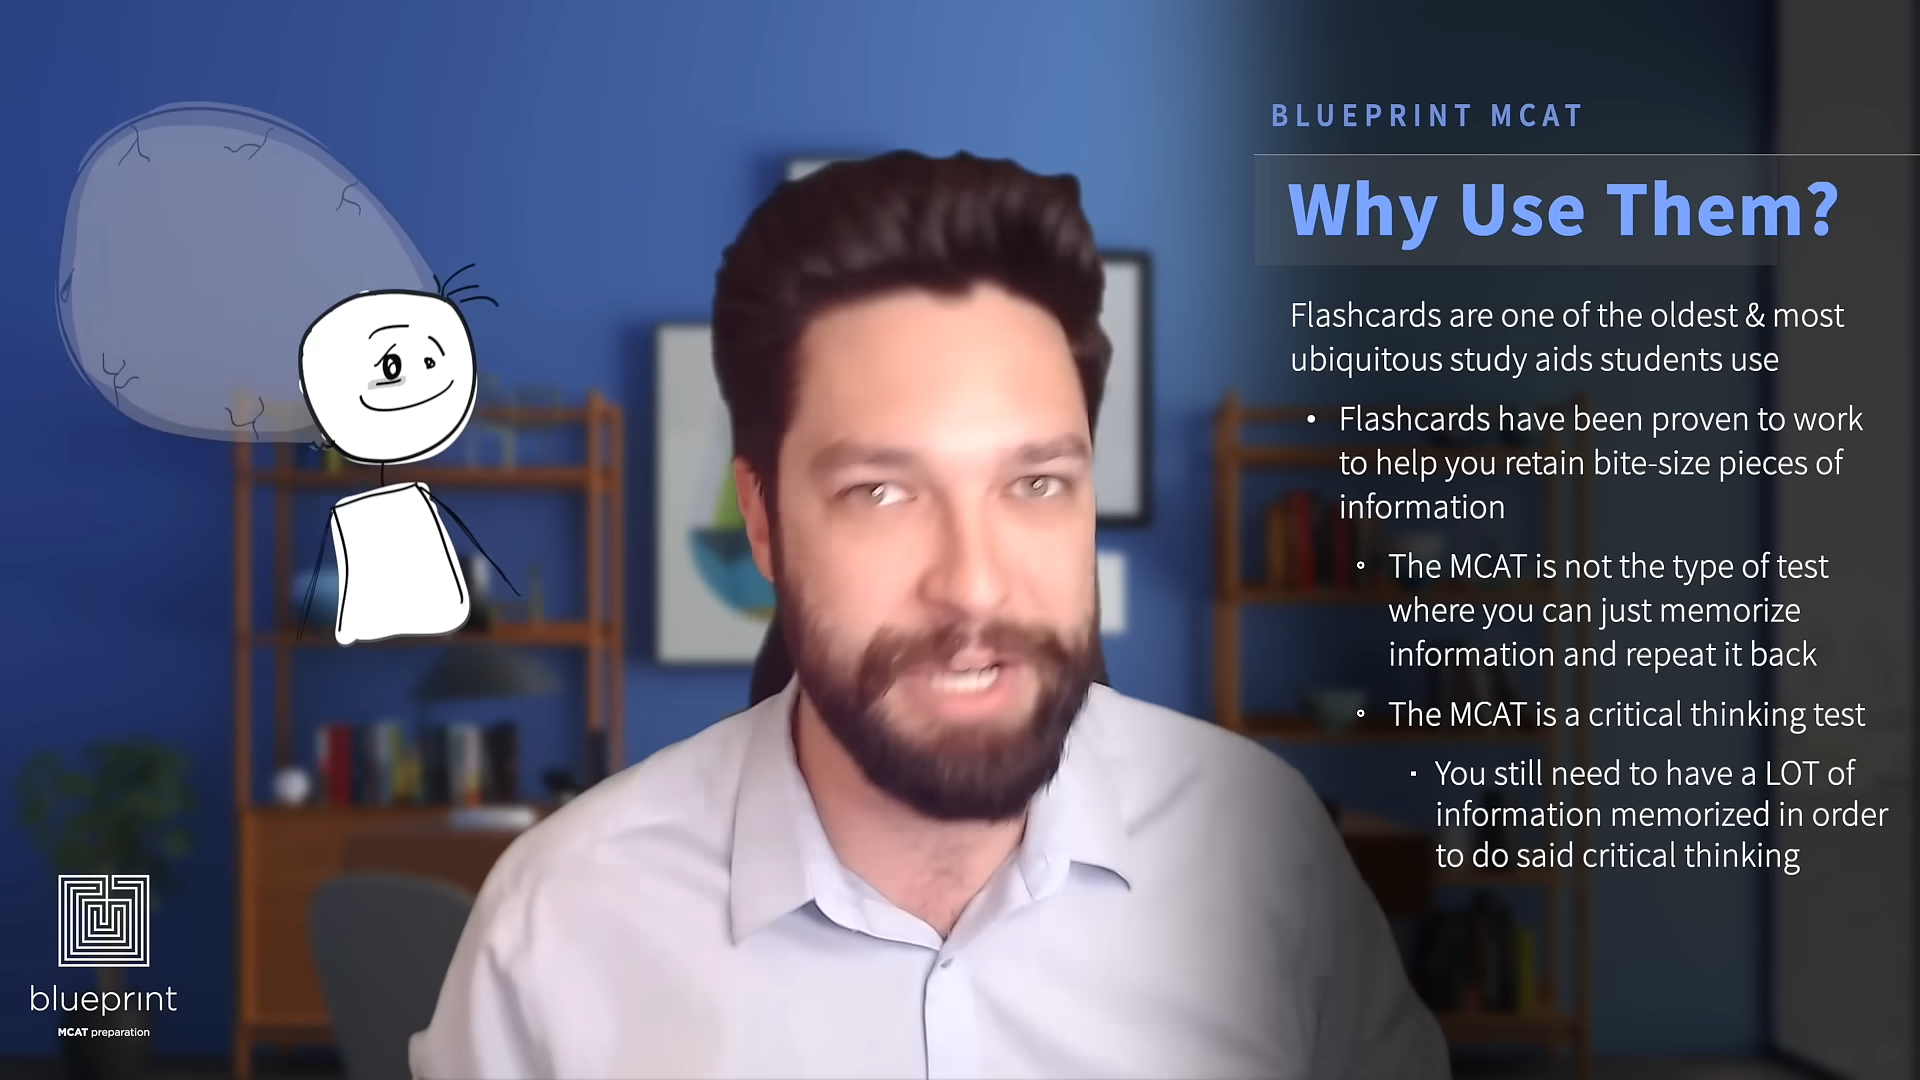 BLUEPRINT MCAT
Why Use Them?
Flashcards are one of the oldest & most
ubiquitous study aids students use
• Flashcards have been proven to work
to help you retain bite-size pieces of
information
◦ The MCAT is not the type of test
where you can just memorize
information and repeat it back
◦ The MCAT is a critical thinking test
▪ You still need to have a LOT of
information memorized in order
to do said critical thinking
blueprint
MCAT preparation